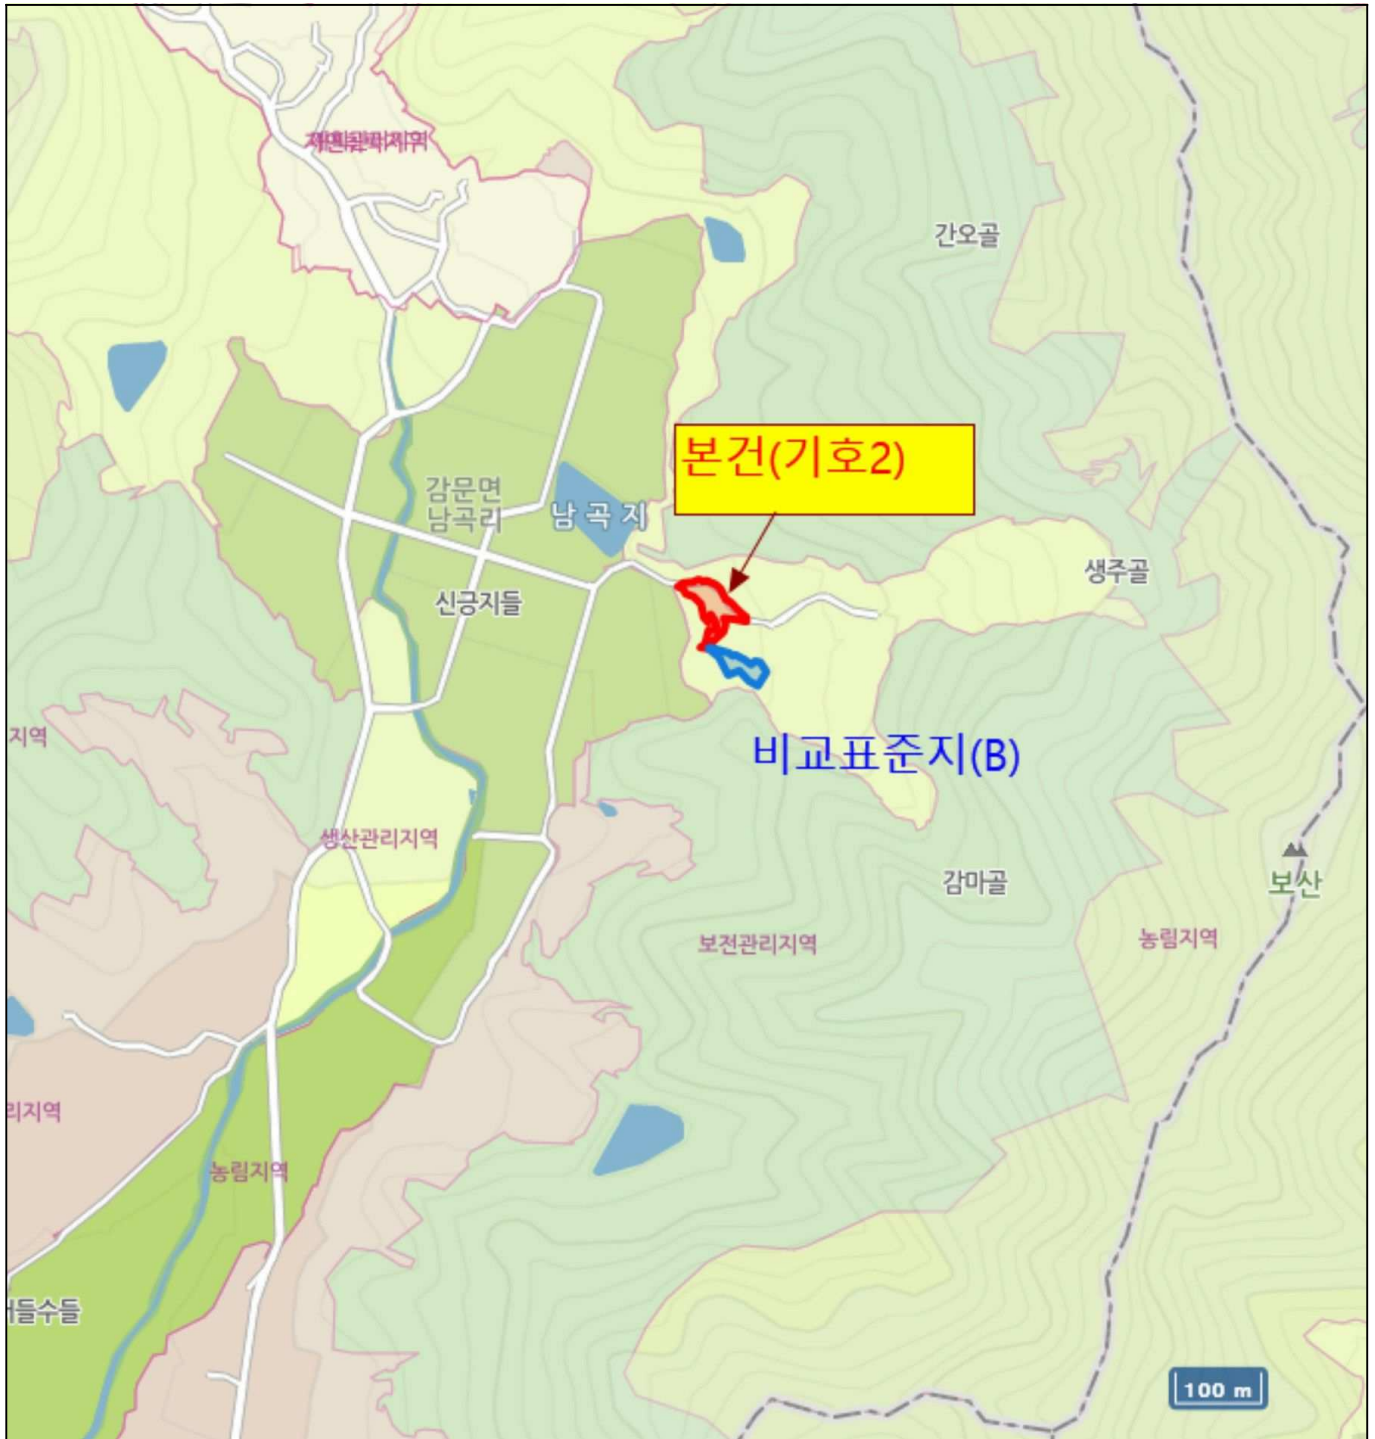 간오골
본건(기호2)
감문면
남곡리
남곡지
생주골
신긍지들
지역
비교표준지(B)
생산관리지역
보산
감마골
보전관리지역
농림지역
리지역
농림지역
들수들
100 m